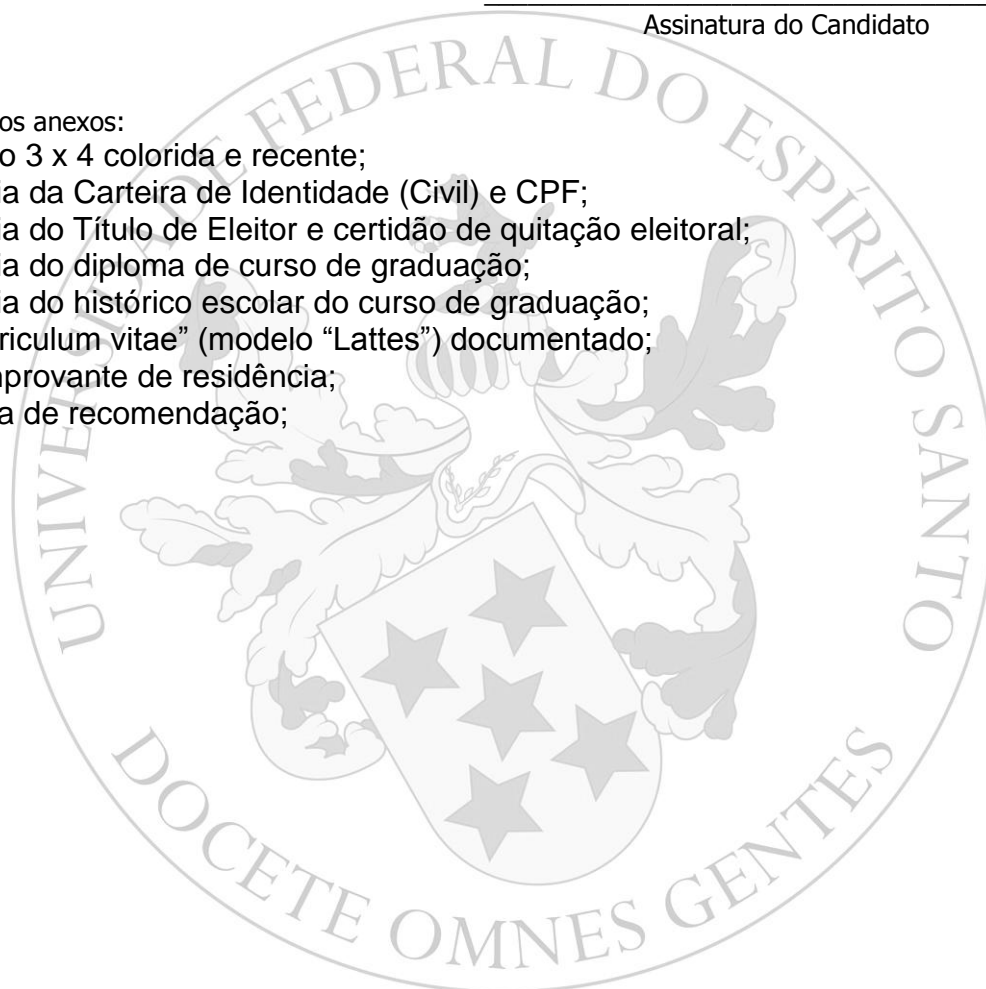 Assinatura do Candidato
os anexos:
o 3 x 4 colorida e recente;
ia da Carteira de Identidade (Civil) e CPF;
ia do Título de Eleitor e certidão de quitação eleitoral;
ia do diploma de curso de graduação;
ia do histórico escolar do curso de graduação;
riculum vitae” (modelo “Lattes”) documentado;
nprovante de residência;
a de recomendação;
UNIVERSIDADE FEDERAL DO ESPÍRITO SANTO
DOCETE OMNES GENTES